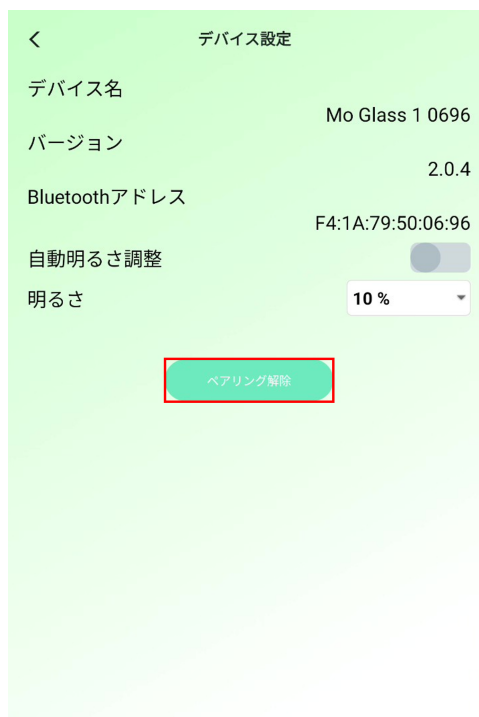 デバイス設定
デバイス名
Mo Glass 1 0696
バージョン
2.0.4
Bluetoothアドレス
F4:1A:79:50:06:96
自動明るさ調整
明るさ
10 %
ペアリング解除